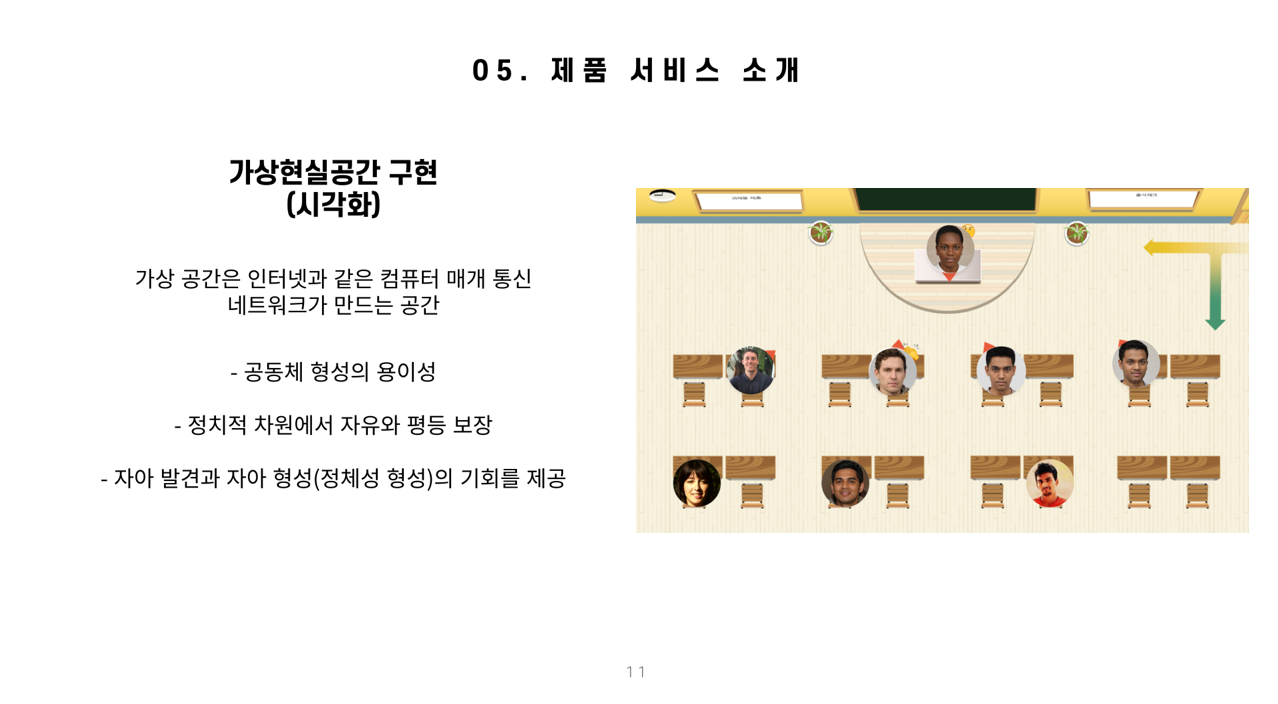 05. 제품 서비스 소개
가상현실공간 구현
(시각화)
가상 공간은 인터넷과 같은 컴퓨터 매개 통신
네트워크가 만드는 공간
- 공동체 형성의 용이성
- 정치적 차원에서 자유와 평등 보장
- 자아 발견과 자아 형성(정체성 형성)의 기회를 제공
11